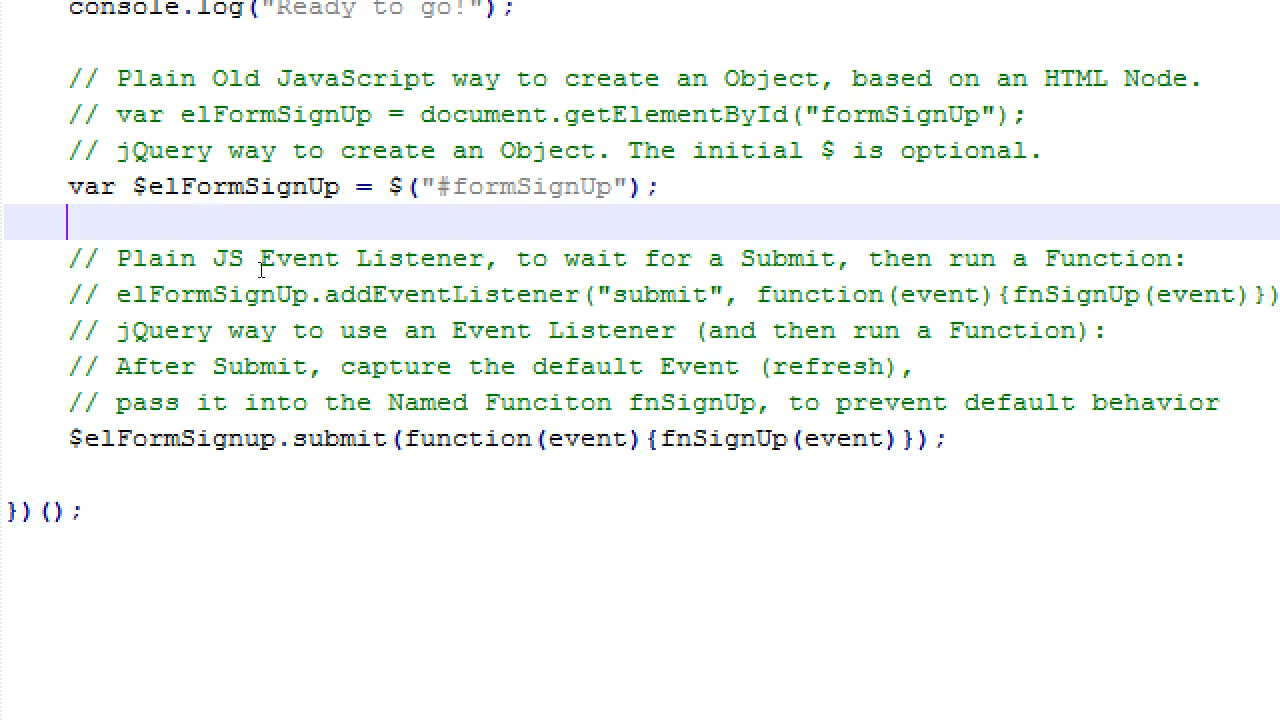 console.log("Ready to go!");
// Plain Old JavaScript way to create an Object, based on an HTML Node.
// var elFormSignUp = document.getElementById("formSignUp");
// jQuery way to create an Object. The initial $ is optional.
var $elFormSignUp = $("#formSignUp");
// Plain JS Event Listener, to wait for a Submit, then run a Function:
// elFormSignUp.addEventListener("submit", function(event){fnSignUp(event)})
// jQuery way to use an Event Listener (and then run a Function):
// After Submit, capture the default Event (refresh),
// pass it into the Named Funciton fnSignUp, to prevent default behavior
$elFormSignup.submit(function(event){fnSignUp(event)});
})();